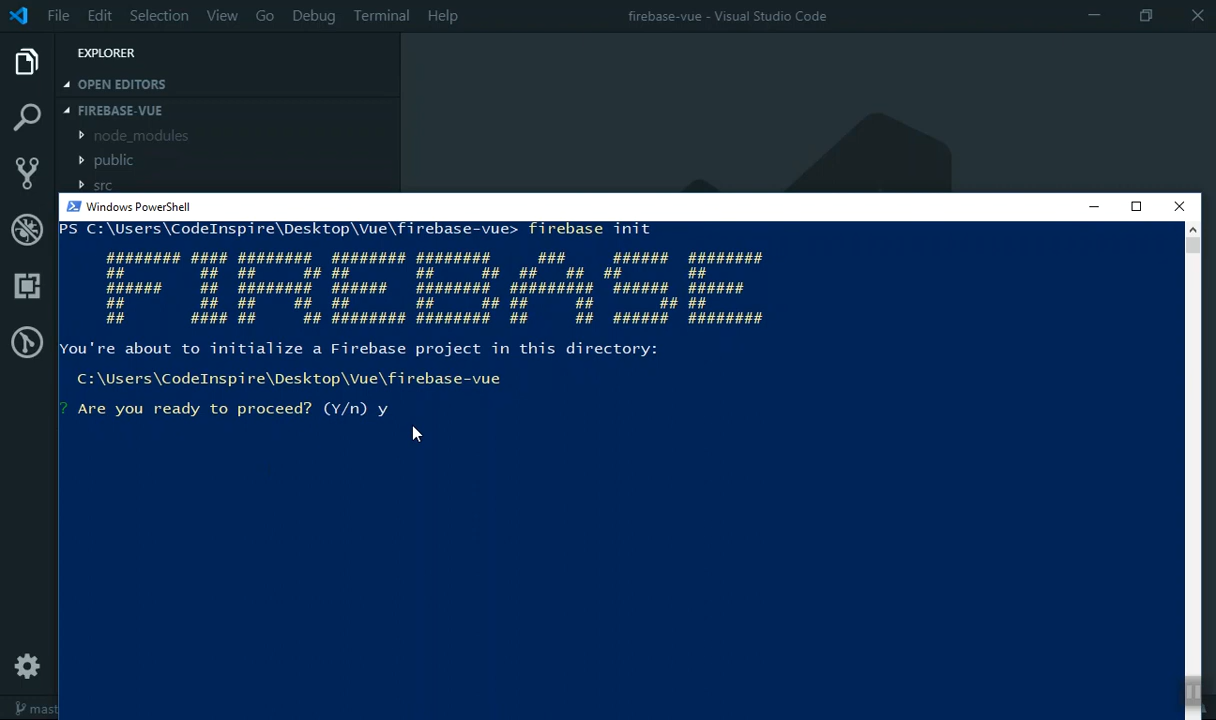 File Edit Selection View Go Debug Terminal Help
firebase-vue - Visual Studio Code
EXPLORER
OPEN EDITORS
FIREBASE-VUE
node_modules
public
src
Windows PowerShell
PS C:\Users\CodeInspire\Desktop\Vue\firebase-vue> firebase init
FIREBASE
You're about to initialize a Firebase project in this directory:
C:\Users\CodeInspire\Desktop\Vue\firebase-vue
? Are you ready to proceed? (Y/n) y
mast